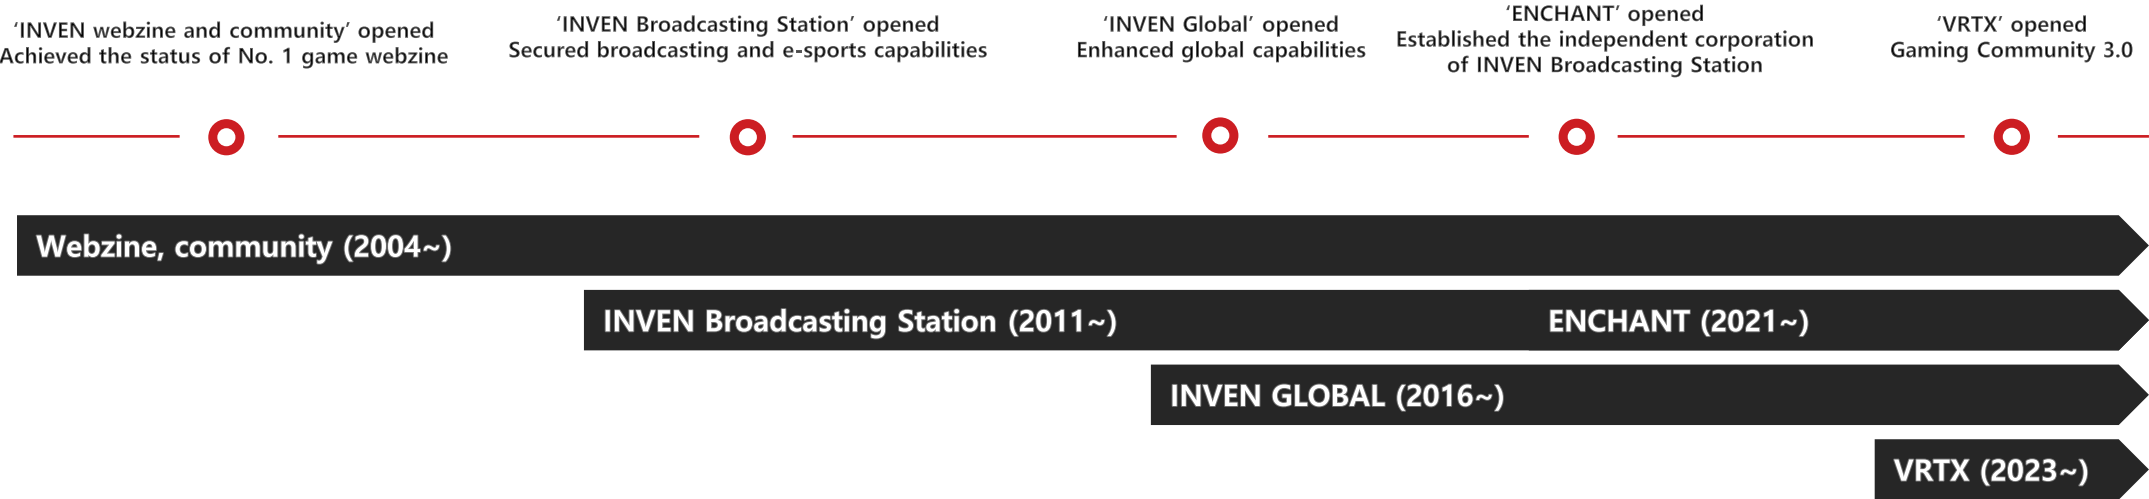 ‘INVEN webzine and community’ opened
Achieved the status of No. 1 game webzine
‘INVEN Broadcasting Station’ opened
Secured broadcasting and e-sports capabilities
‘INVEN Global’ opened
Enhanced global capabilities
‘ENCHANT’ opened
Established the independent corporation
of INVEN Broadcasting Station
‘VRTX’ opened
Gaming Community 3.0
Webzine, community (2004~)
INVEN Broadcasting Station (2011~)
ENCHANT (2021~)
INVEN GLOBAL (2016~)
VRTX (2023~)